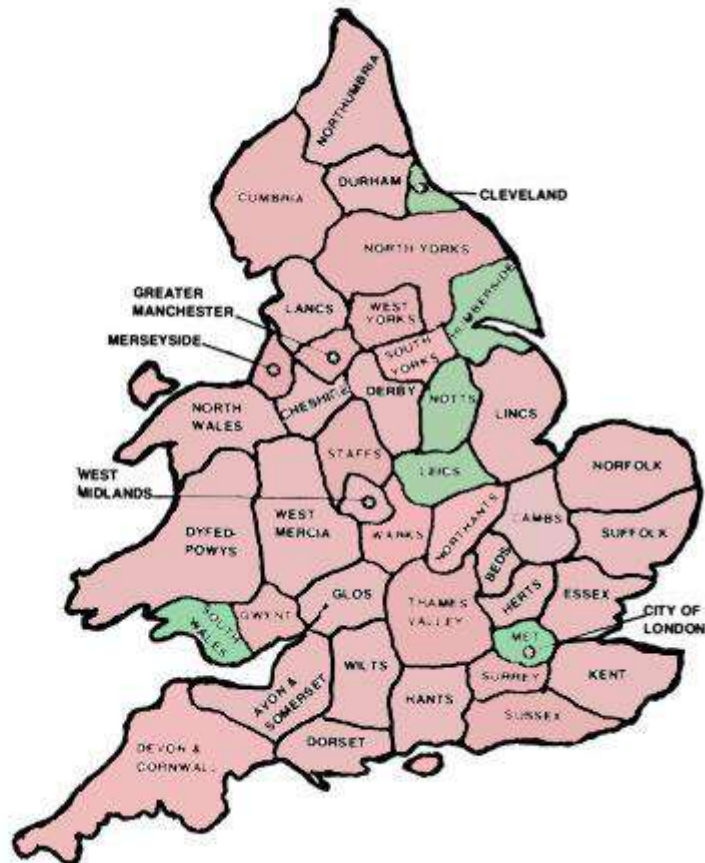 NORTHUMBRIA
DURHAM
CUMBRIA
CLEVELAND
NORTH YORKS
GREATER
MANCHESTER
LANCS
WEST
YORKS
HUMBERSIDE
MERSEYSIDE
SOUTH
YORKS
CHESHIRE
DERBY
NOTTS
LINCS
NORTH
WALES
STAFFS
LEICS
NORFOLK
WEST
MIDLANDS
WEST
MERCIA
WARKS
NORTHANTS
CAMBS
SUFFOLK
DYFED-
POWYS
BEDS
HERTS
ESSEX
GLOS
THAMES
VALLEY
CITY OF
LONDON
SOUTH
WALES
GWENT
MET
AVON &
SOMERSET
WILTS
HANTS
SURREY
KENT
SUSSEX
DORSET
DEVON &
CORNWALL